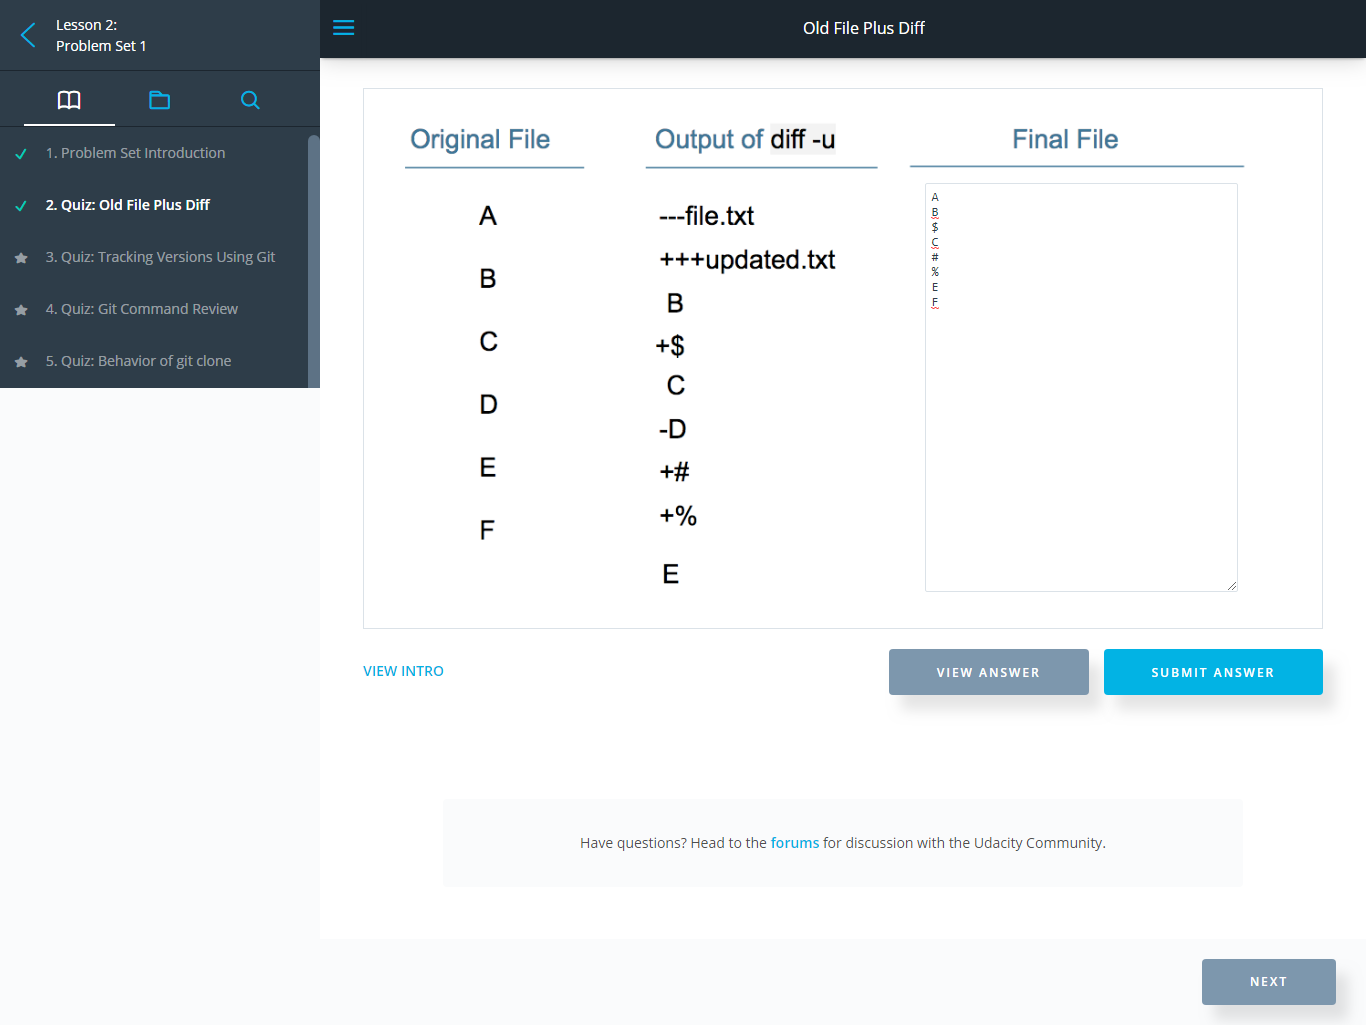 Lesson 2:
Problem Set 1
1. Problem Set Introduction
2. Quiz: Old File Plus Diff
3. Quiz: Tracking Versions Using Git
4. Quiz: Git Command Review
5. Quiz: Behavior of git clone
Old File Plus Diff
Original File
A
B
C
D
E
F
Output of diff -u
---file.txt
+++updated.txt
B
+$
C
-D
+#
+%
E
Final File
A
B
$
C
#
%
E
F
VIEW INTRO
VIEW ANSWER
SUBMIT ANSWER
Have questions? Head to the forums for discussion with the Udacity Community.
NEXT